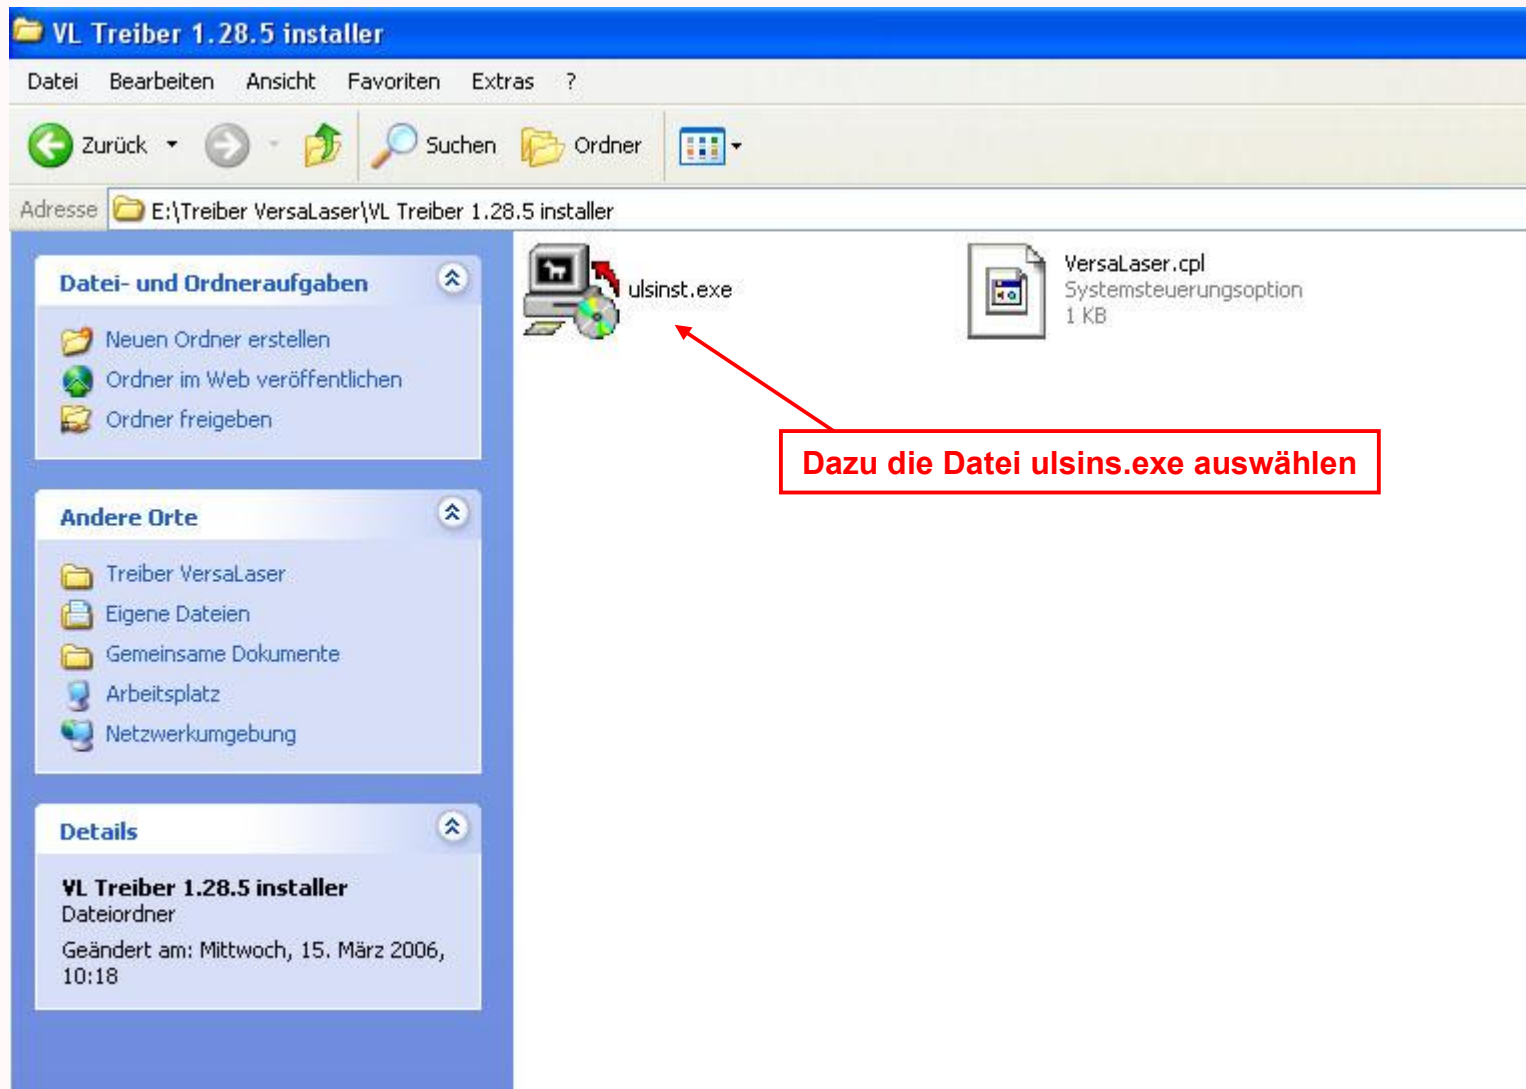 VL Treiber 1.28.5 installer
Datei Bearbeiten Ansicht Favoriten Extras ?
Zurück Suchen Ordner
Adresse E:\Treiber VersaLaser\VL Treiber 1.28.5 installer
Datei- und Ordneraufgaben
Neuen Ordner erstellen
Ordner im Web veröffentlichen
Ordner freigeben
Andere Orte
Treiber VersaLaser
Eigene Dateien
Gemeinsame Dokumente
Arbeitsplatz
Netzwerkumgebung
Details
VL Treiber 1.28.5 installer
Dateiordner
Geändert am: Mittwoch, 15. März 2006,
10:18
ulsinst.exe
VersaLaser.cpl
Systemsteuerungsoption
1 KB
Dazu die Datei ulsins.exe auswählen